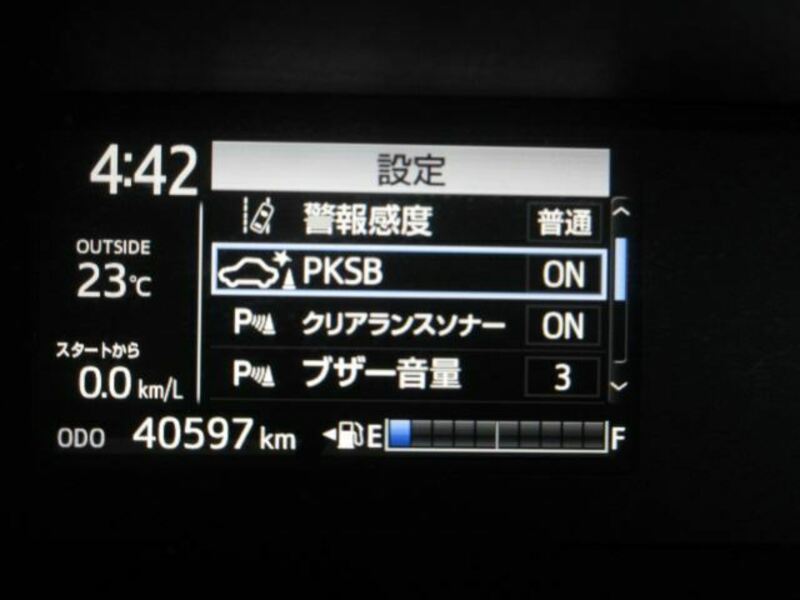 4:42
設定
警報感度 普通
OUTSIDE
23℃
PKSB ON
P クリアランスソナー ON
スタートから
0.0 km/L
P ブザー音量 3
ODO 40597 km E F